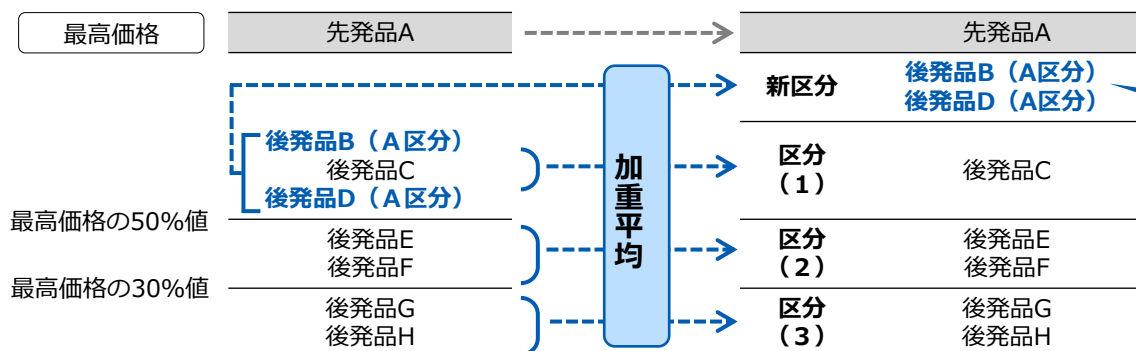 最高価格
先発品A
先発品A
新区分
後発品B（A区分）
後発品D（A区分）
後発品B（A区分）
後発品C
後発品D（A区分）
加重平均
区分
（1）
後発品C
最高価格の50%値
後発品E
後発品F
区分
（2）
後発品E
後発品F
最高価格の30%値
後発品G
後発品H
区分
（3）
後発品G
後発品H